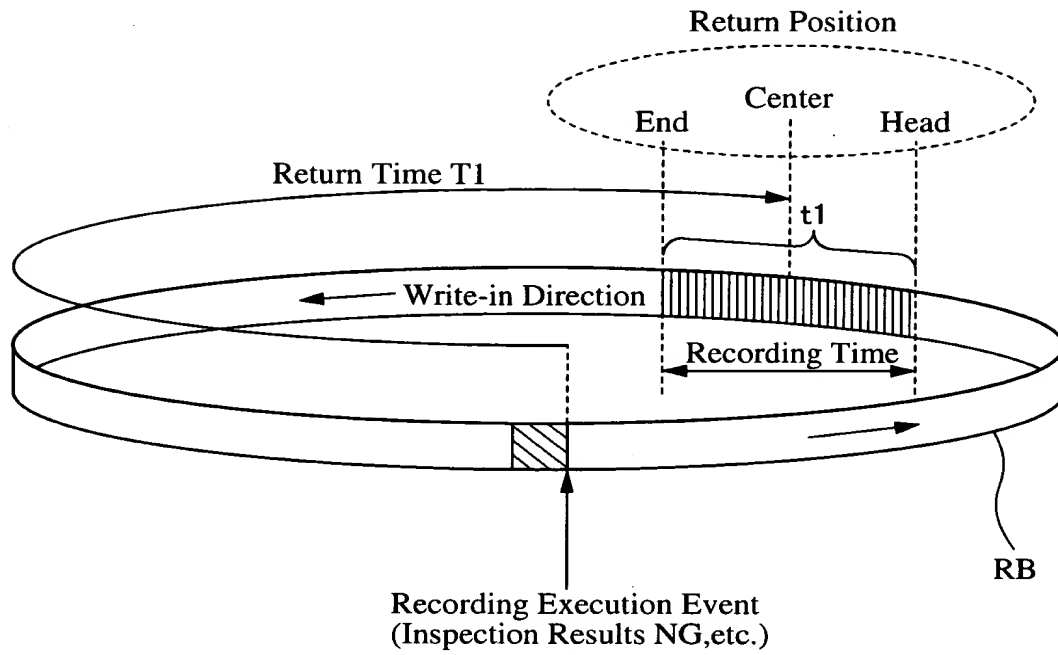 Return Position
Center
End
Head
Return Time T1
t1
Write-in Direction
Recording Time
RB
Recording Execution Event
(Inspection Results NG,etc.)